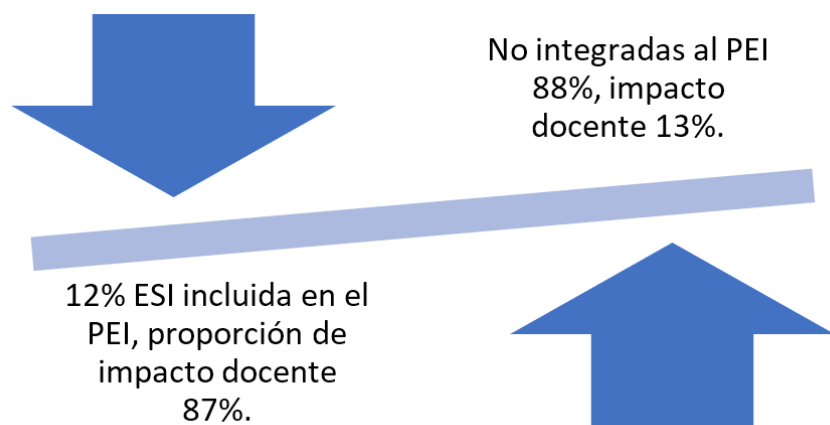 No integradas al PEI
88%, impacto
docente 13%.
12% ESI incluida en el
PEI, proporción de
impacto docente
87%.